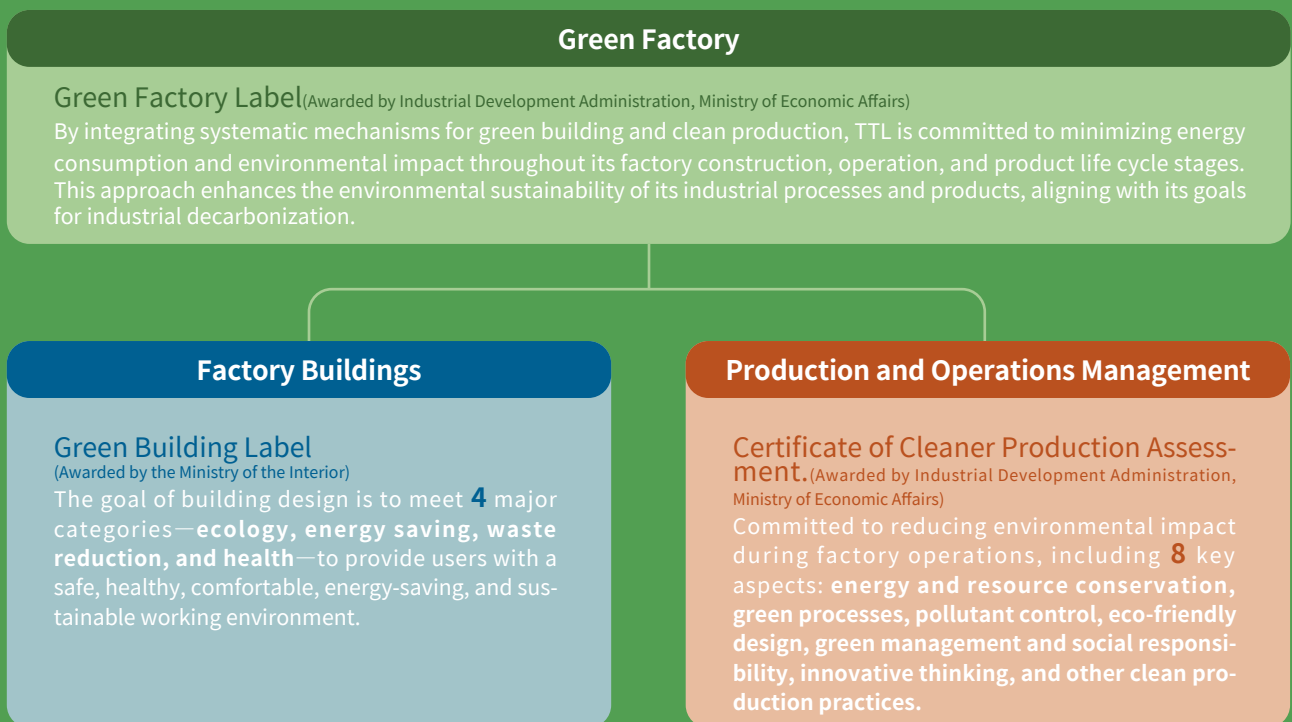 Green Factory
Green Factory Label(Awarded by Industrial Development Administration, Ministry of Economic Affairs)
By integrating systematic mechanisms for green building and clean production, TTL is committed to minimizing energy
consumption and environmental impact throughout its factory construction, operation, and product life cycle stages.
This approach enhances the environmental sustainability of its industrial processes and products, aligning with its goals
for industrial decarbonization.
Factory Buildings
Green Building Label
(Awarded by the Ministry of the Interior)
The goal of building design is to meet 4 major
categories—ecology, energy saving, waste
reduction, and health—to provide users with a
safe, healthy, comfortable, energy-saving, and sus-
tainable working environment.
Production and Operations Management
Certificate of Cleaner Production Assess-
ment.(Awarded by Industrial Development Administration,
Ministry of Economic Affairs)
Committed to reducing environmental impact
during factory operations, including 8 key
aspects: energy and resource conservation,
green processes, pollutant control, eco-friendly
design, green management and social responsi-
bility, innovative thinking, and other clean pro-
duction practices.